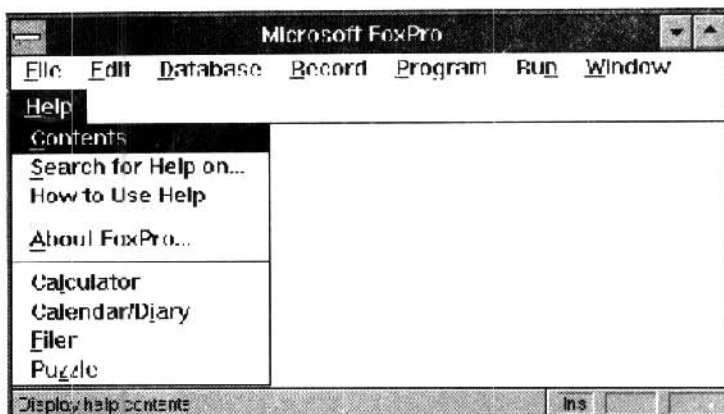 Microsoft FoxPro
File Edit Database Record Program Run Window
Help
Contents
Search for Help on...
How to Use Help
About FoxPro...
Calculator
Calendar/Diary
Filer
Puzzle
Display help contents Ins